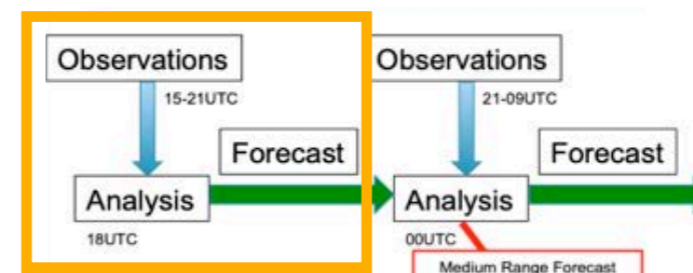 Observations
Observations
15-21UTC
21-09UTC
Forecast
Forecast
Analysis
Analysis
18UTC
00UTC
Medium Range Forecast